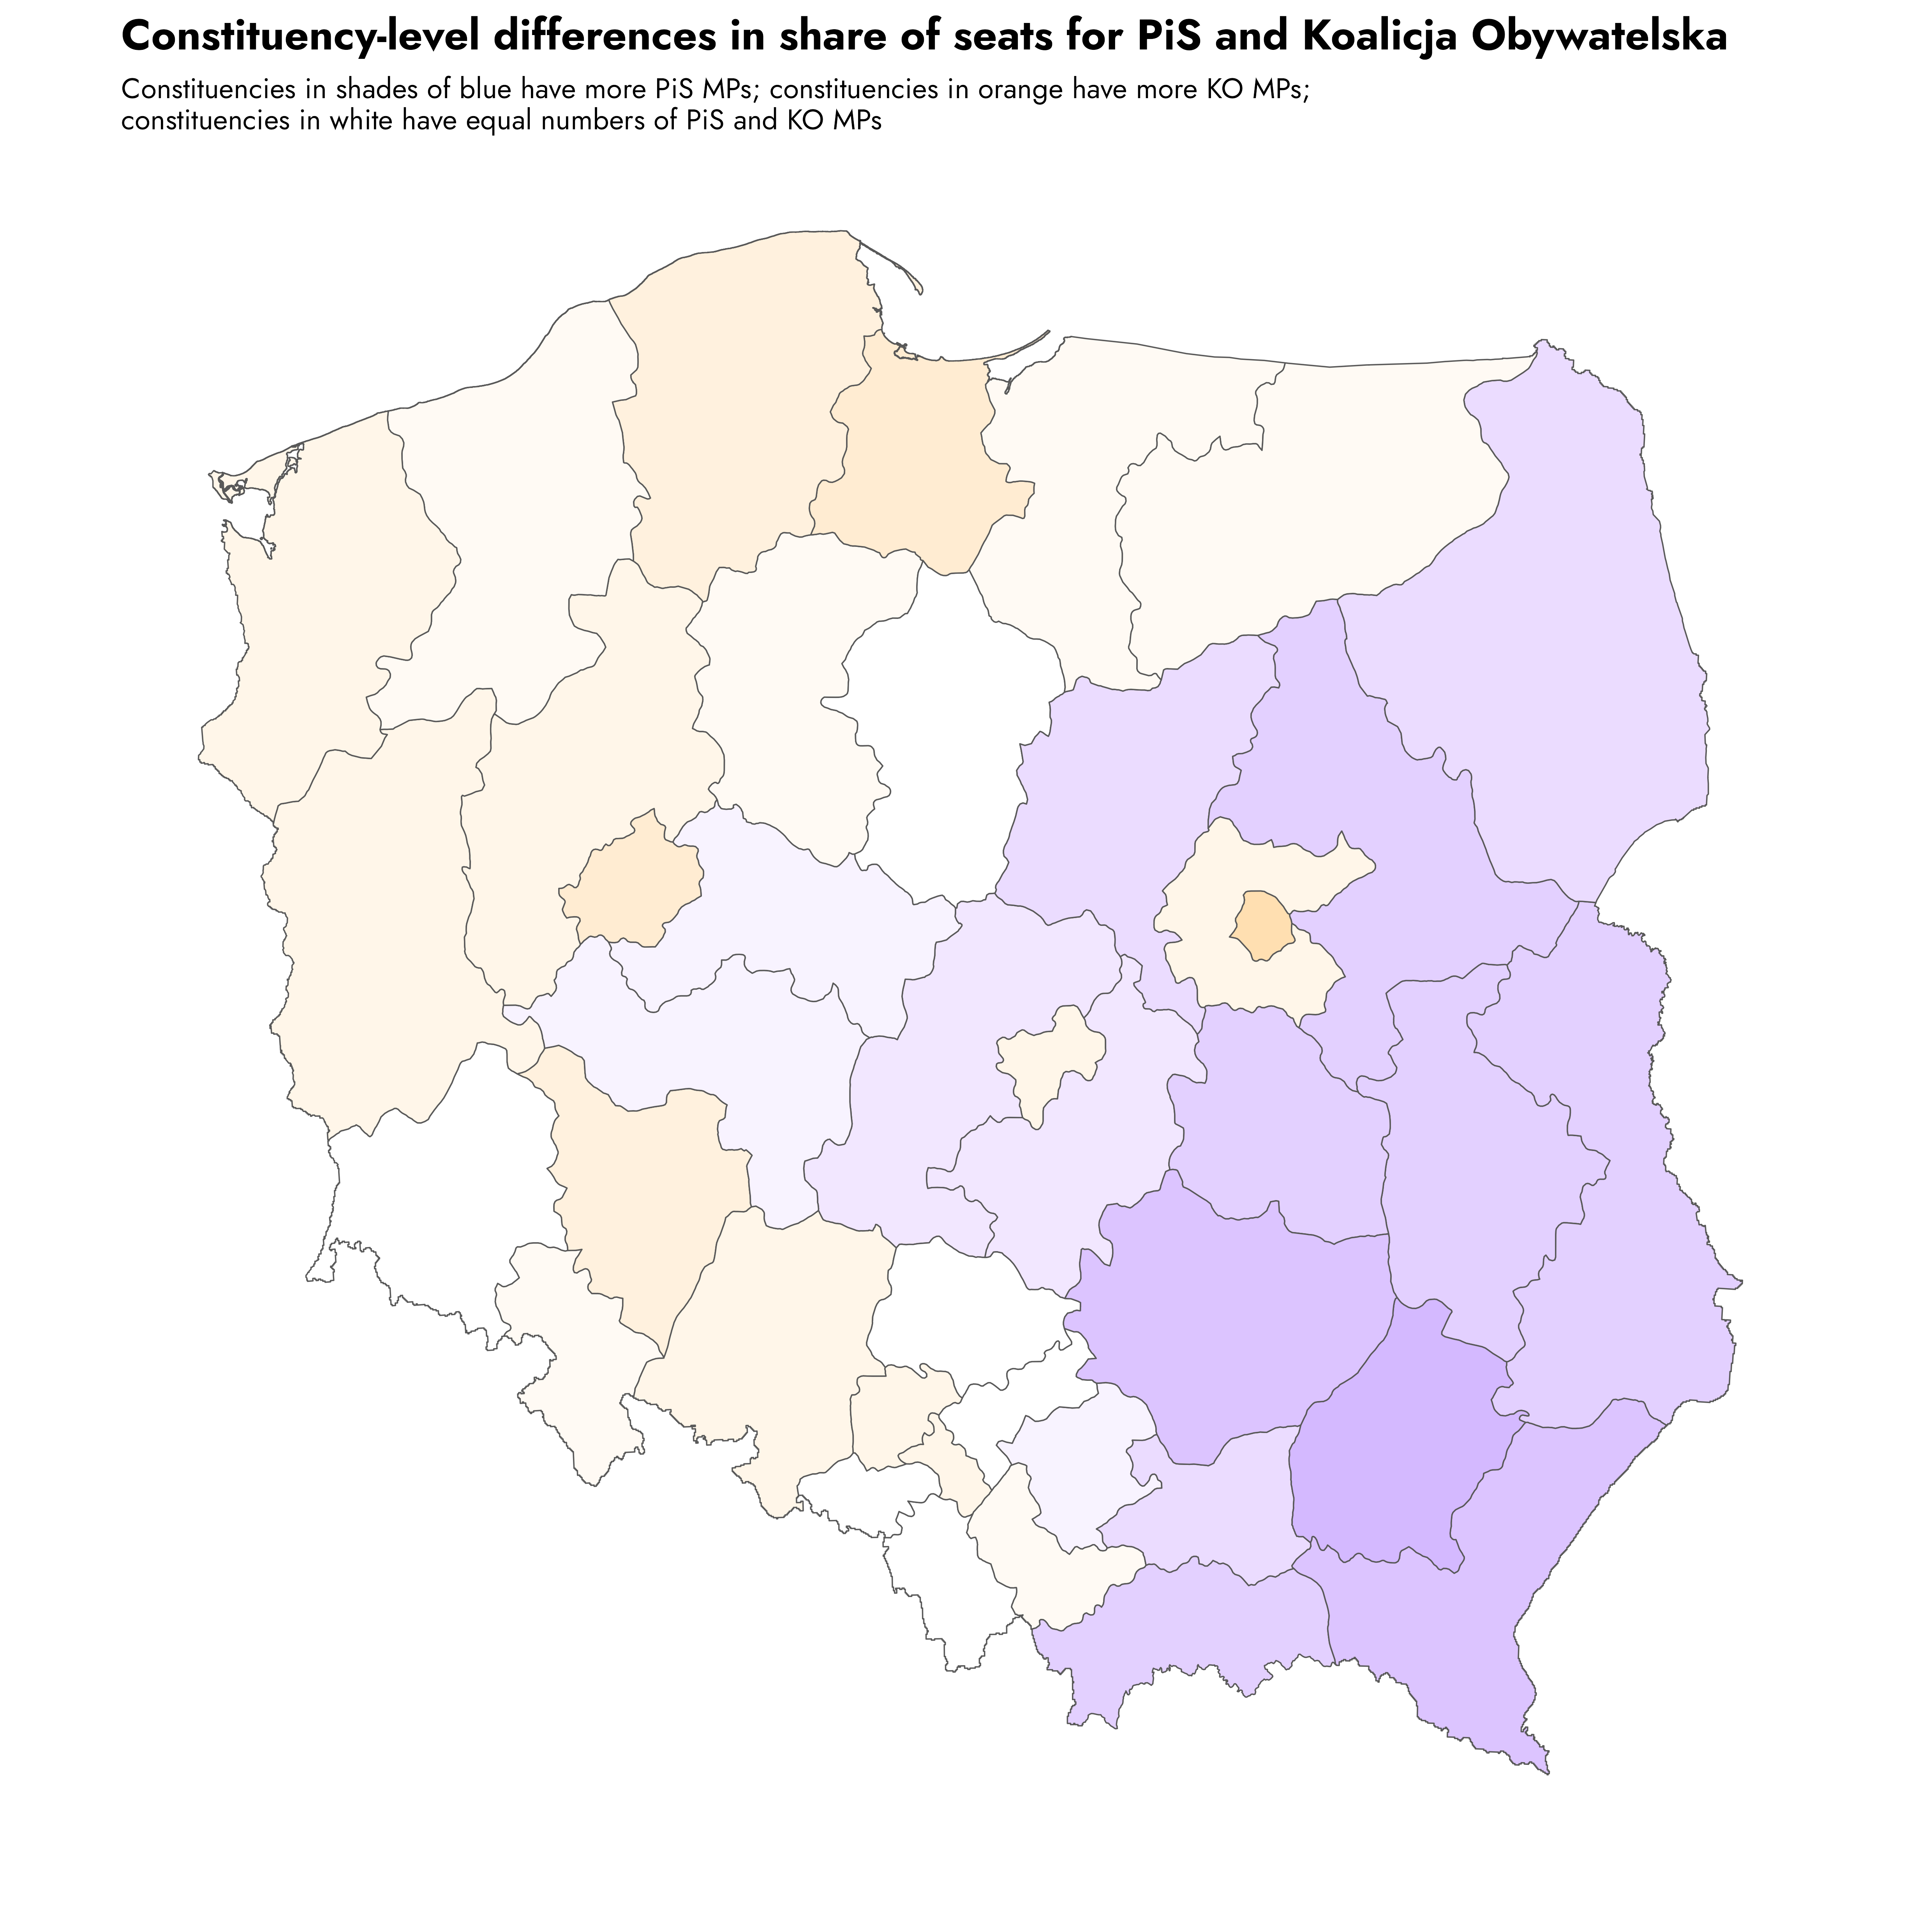 Constituency-level differences in share of seats for PiS and Koalicja Obywatelska
Constituencies in shades of blue have more PiS MPs; constituencies in orange have more KO MPs;
constituencies in white have equal numbers of PiS and KO MPs